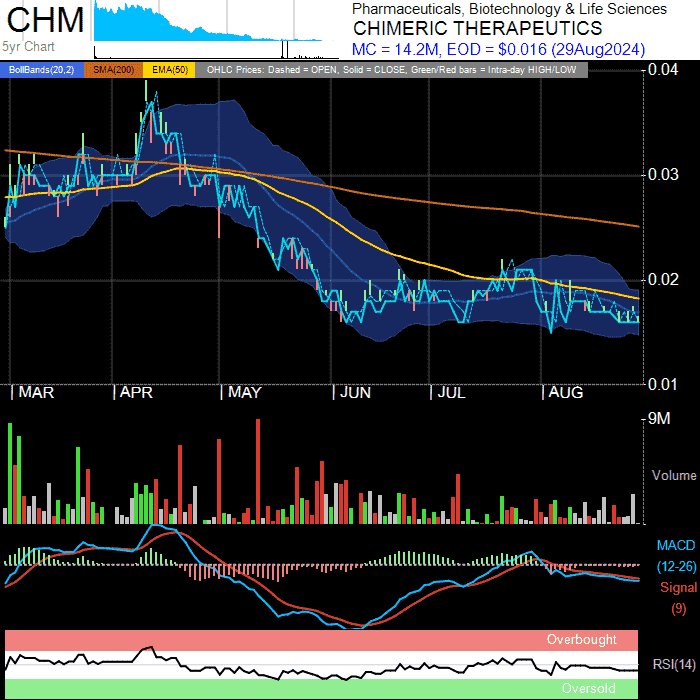 CHM
5yr Chart
Pharmaceuticals, Biotechnology & Life Sciences
CHIMERIC THERAPEUTICS
MC = 14.2M, EOD = $0.016 (29Aug2024)
BollBands(20,2) SMA(200) EMA(50) OHLC Prices: Dashed = OPEN, Solid = CLOSE, Green/Red bars = Intra-day HIGH/LOW
0.04
0.03
0.02
0.01
MAR APR MAY JUN JUL AUG
9M
Volume
MACD
(12-26)
Signal
(9)
Overbought
RSI(14)
Oversold